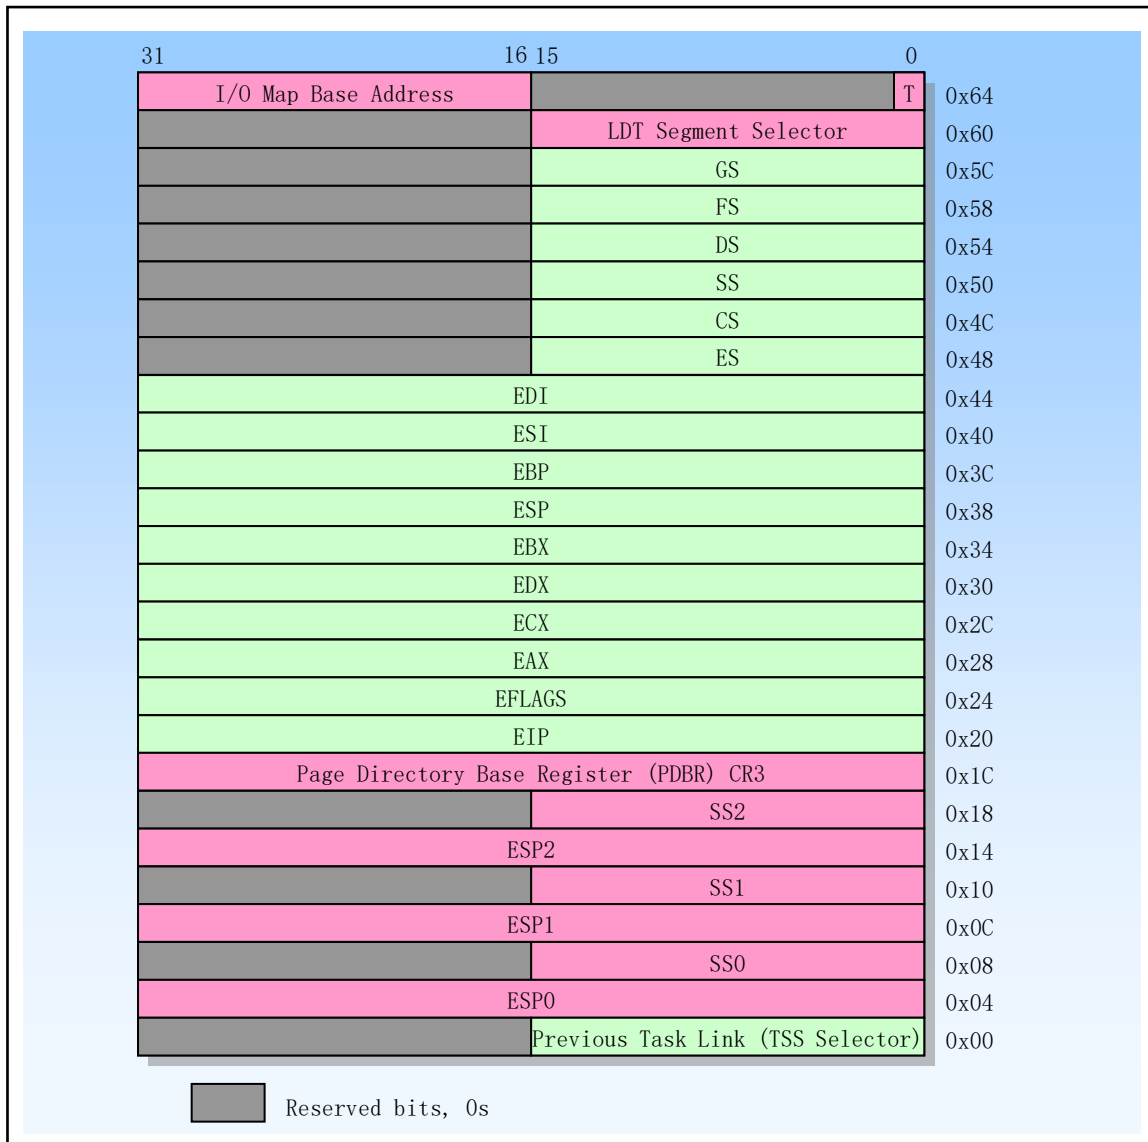 31 16 15 0
I/O Map Base Address T 0x64
LDT Segment Selector 0x60
GS 0x5C
FS 0x58
DS 0x54
SS 0x50
CS 0x4C
ES 0x48
EDI 0x44
ESI 0x40
EBP 0x3C
ESP 0x38
EBX 0x34
EDX 0x30
ECX 0x2C
EAX 0x28
EFLAGS 0x24
EIP 0x20
Page Directory Base Register (PDBR) CR3 0x1C
SS2 0x18
ESP2 0x14
SS1 0x10
ESP1 0x0C
SS0 0x08
ESP0 0x04
Previous Task Link (TSS Selector) 0x00
Reserved bits, 0s